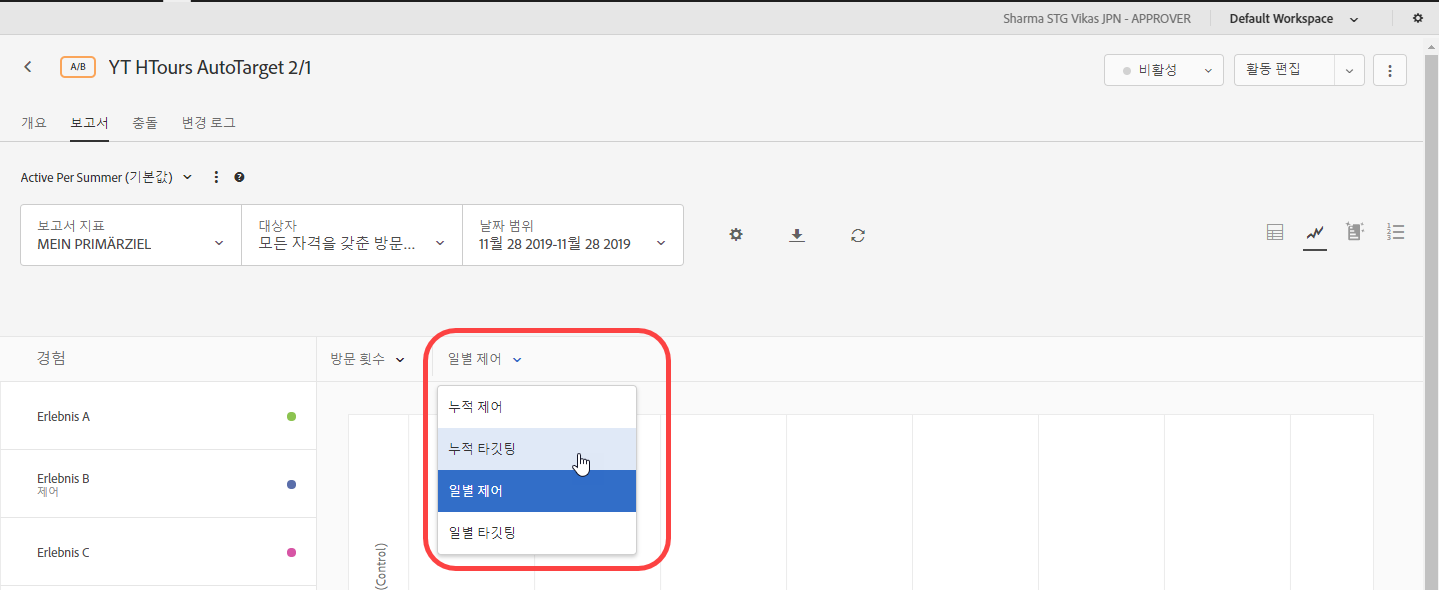 Sharma STG Vikas JPN - APPROVER
Default Workspace
A/B
YT HTours AutoTarget 2/1
비활성
활동 편집
개요
보고서
충돌
변경 로그
Active Per Summer (기본값)
보고서 지표
MEIN PRIMÄRZIEL
대상자
모든 자격을 갖춘 방문...
날짜 범위
11월 28 2019-11월 28 2019
경험
방문 횟수
일별 제어
누적 제어
누적 타깃팅
일별 제어
일별 타깃팅
Erlebnis A
Erlebnis B
제어
Erlebnis C
(Control)